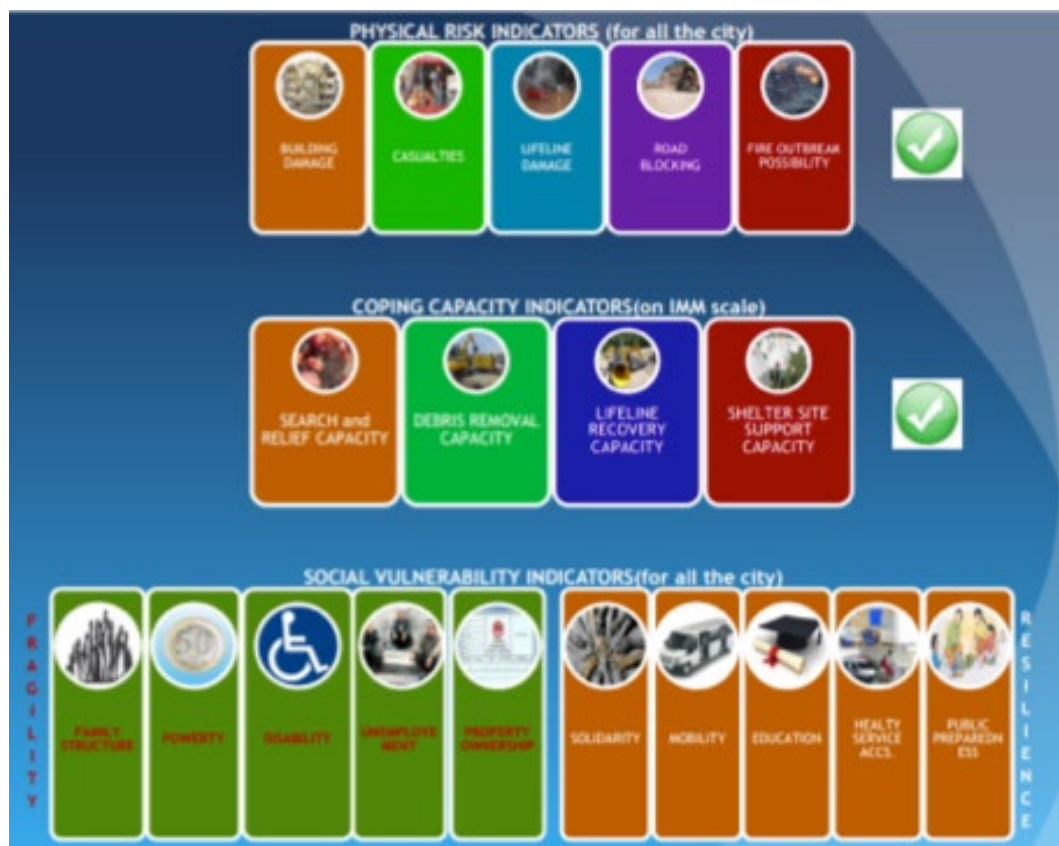 PHYSICAL RISK INDICATORS (for all the city)
BUILDING
DAMAGE
CASUALTIES
LIFELINE
DAMAGE
ROAD
BLOCKING
FIRE OUTBREAK
POSSIBILITY
COPING CAPACITY INDICATORS(on IMM scale)
SEARCH and
RELIEF CAPACITY
DEBRIS REMOVAL
CAPACITY
LIFELINE
RECOVERY
CAPACITY
SHELTER SITE
SUPPORT
CAPACITY
SOCIAL VULNERABILITY INDICATORS(for all the city)
FRAGILITY
FAMILY
STRUCTURE
POWERTY
50
DISABILITY
UNEMPLOYE
MENT
PROPERTY
OWNERSHIP
SOLIDARITY
MOBILITY
EDUCATION
HEALTY
SERVICE
ACCS.
PUBLIC
PREPAREDN
ESS
RESILIENCE